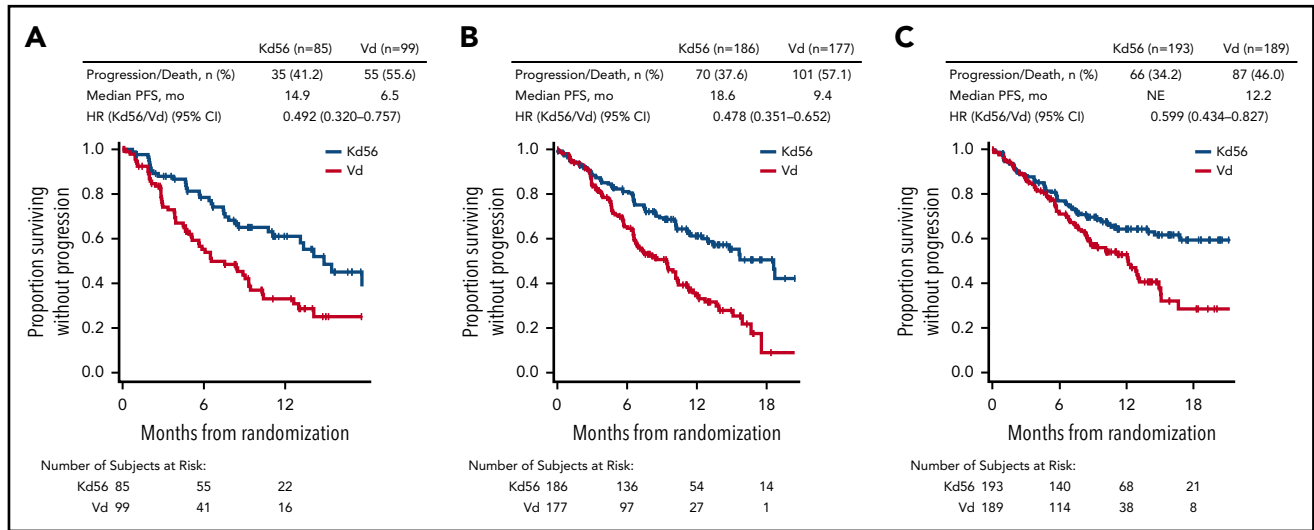 A
Kd56 (n=85) Vd (n=99)
Progression/Death, n (%) 35 (41.2) 55 (55.6)
Median PFS, mo 14.9 6.5
HR (Kd56/Vd) (95% CI) 0.492 (0.320–0.757)
1.0
0.8
0.6
0.4
0.2
0.0
Proportion surviving
without progression
Kd56
Vd
0 6 12
Months from randomization
Number of Subjects at Risk:
Kd56 85 55 22
Vd 99 41 16
B
Kd56 (n=186) Vd (n=177)
Progression/Death, n (%) 70 (37.6) 101 (57.1)
Median PFS, mo 18.6 9.4
HR (Kd56/Vd) (95% CI) 0.478 (0.351–0.652)
1.0
0.8
0.6
0.4
0.2
0.0
Proportion surviving
without progression
Kd56
Vd
0 6 12 18
Months from randomization
Number of Subjects at Risk:
Kd56 186 136 54 14
Vd 177 97 27 1
C
Kd56 (n=193) Vd (n=189)
Progression/Death, n (%) 66 (34.2) 87 (46.0)
Median PFS, mo NE 12.2
HR (Kd56/Vd) (95% CI) 0.599 (0.434–0.827)
1.0
0.8
0.6
0.4
0.2
0.0
Proportion surviving
without progression
Kd56
Vd
0 6 12 18
Months from randomization
Number of Subjects at Risk:
Kd56 193 140 68 21
Vd 189 114 38 8